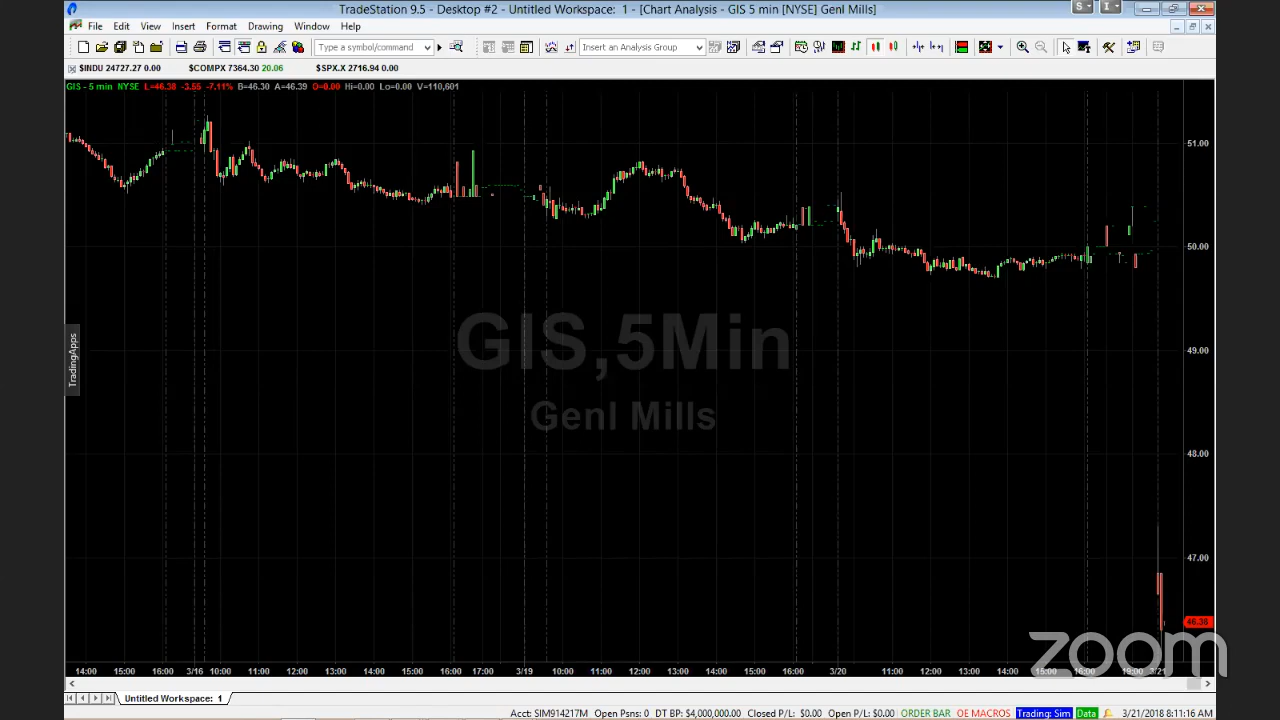 TradeStation 9.5 - Desktop #2 - Untitled Workspace: 1 - [Chart Analysis - GIS 5 min [NYSE] Genl Mills]
S I
File Edit View Insert Format Drawing Window Help
Type a symbol/command Insert an Analysis Group
$INDU 24727.27 0.00 $COMPX 7364.30 20.06 $SPX.X 2716.94 0.00
GIS - 5 min NYSE L=46.38 -3.55 -7.11% B=46.30 A=46.39 O=0.00 Hi=0.00 Lo=0.00 V=110,601
51.00
50.00
49.00
GIS,5Min
TradingApps
Genl Mills
48.00
47.00
46.38
zoom
14:00 15:00 16:00 3/16 10:00 11:00 12:00 13:00 14:00 15:00 16:00 17:00 3/19 10:00 11:00 12:00 13:00 14:00 15:00 16:00 3/20 11:00 12:00 13:00 14:00 15:00 16:00 19:00 3/21
Untitled Workspace: 1
Acct: SIM914217M Open Psns: 0 DT BP: $4,000,000.00 Closed P/L: $0.00 Open P/L: $0.00 ORDER BAR OE MACROS Trading: Sim Data 3/21/2018 8:11:16 AM